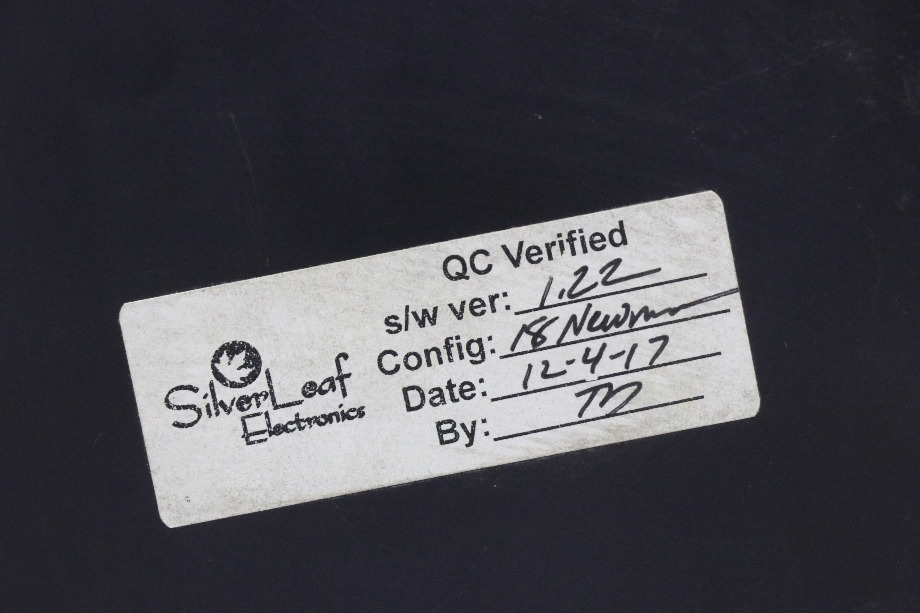 SilverLeaf
Electronics
QC Verified
s/w ver: 1.22
Config: 18 Newmar
Date: 12-4-17
By: